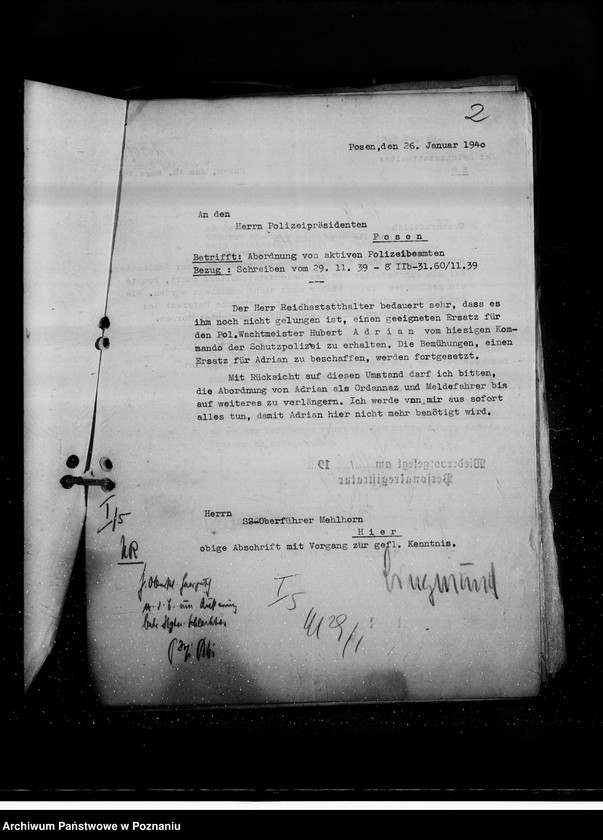 2
Posen,den 26. Januar 1940
An den
Herrn Polizeipräsidenten
P o s e n
Betrifft: Abordnung von aktiven Polizeibeamten
Bezug : Schreiben vom 29. 11. 39 - S IIb-31.60/11.39
Der Herr Reichsstatthalter bedauert sehr, dass es
ihm noch nicht gelungen ist, einen geeigneten Ersatz für
den Pol.Wachtmeister Hubert A d r i a n vom hiesigen Kom-
mando der Schutzpolizei zu erhalten. Die Bemühungen, einen
Ersatz für Adrian zu beschaffen, werden fortgesetzt.
Mit Rücksicht auf diesen Umstand darf ich bitten,
die Abordnung von Adrian als Ordonnaz und Meldefahrer bis
auf weiteres zu verlängern. Ich werde von mir aus sofort
alles tun, damit Adrian hier nicht mehr benötigt wird.
Wiedervorgelegt am 19
Personalregistratur
Herrn
SS-Oberführer Mehlhorn
H i e r
obige Abschrift mit Vorgang zur gefl. Kenntnis.
I/5
I/5
Siegmund
Archiwum Państwowe w Poznaniu